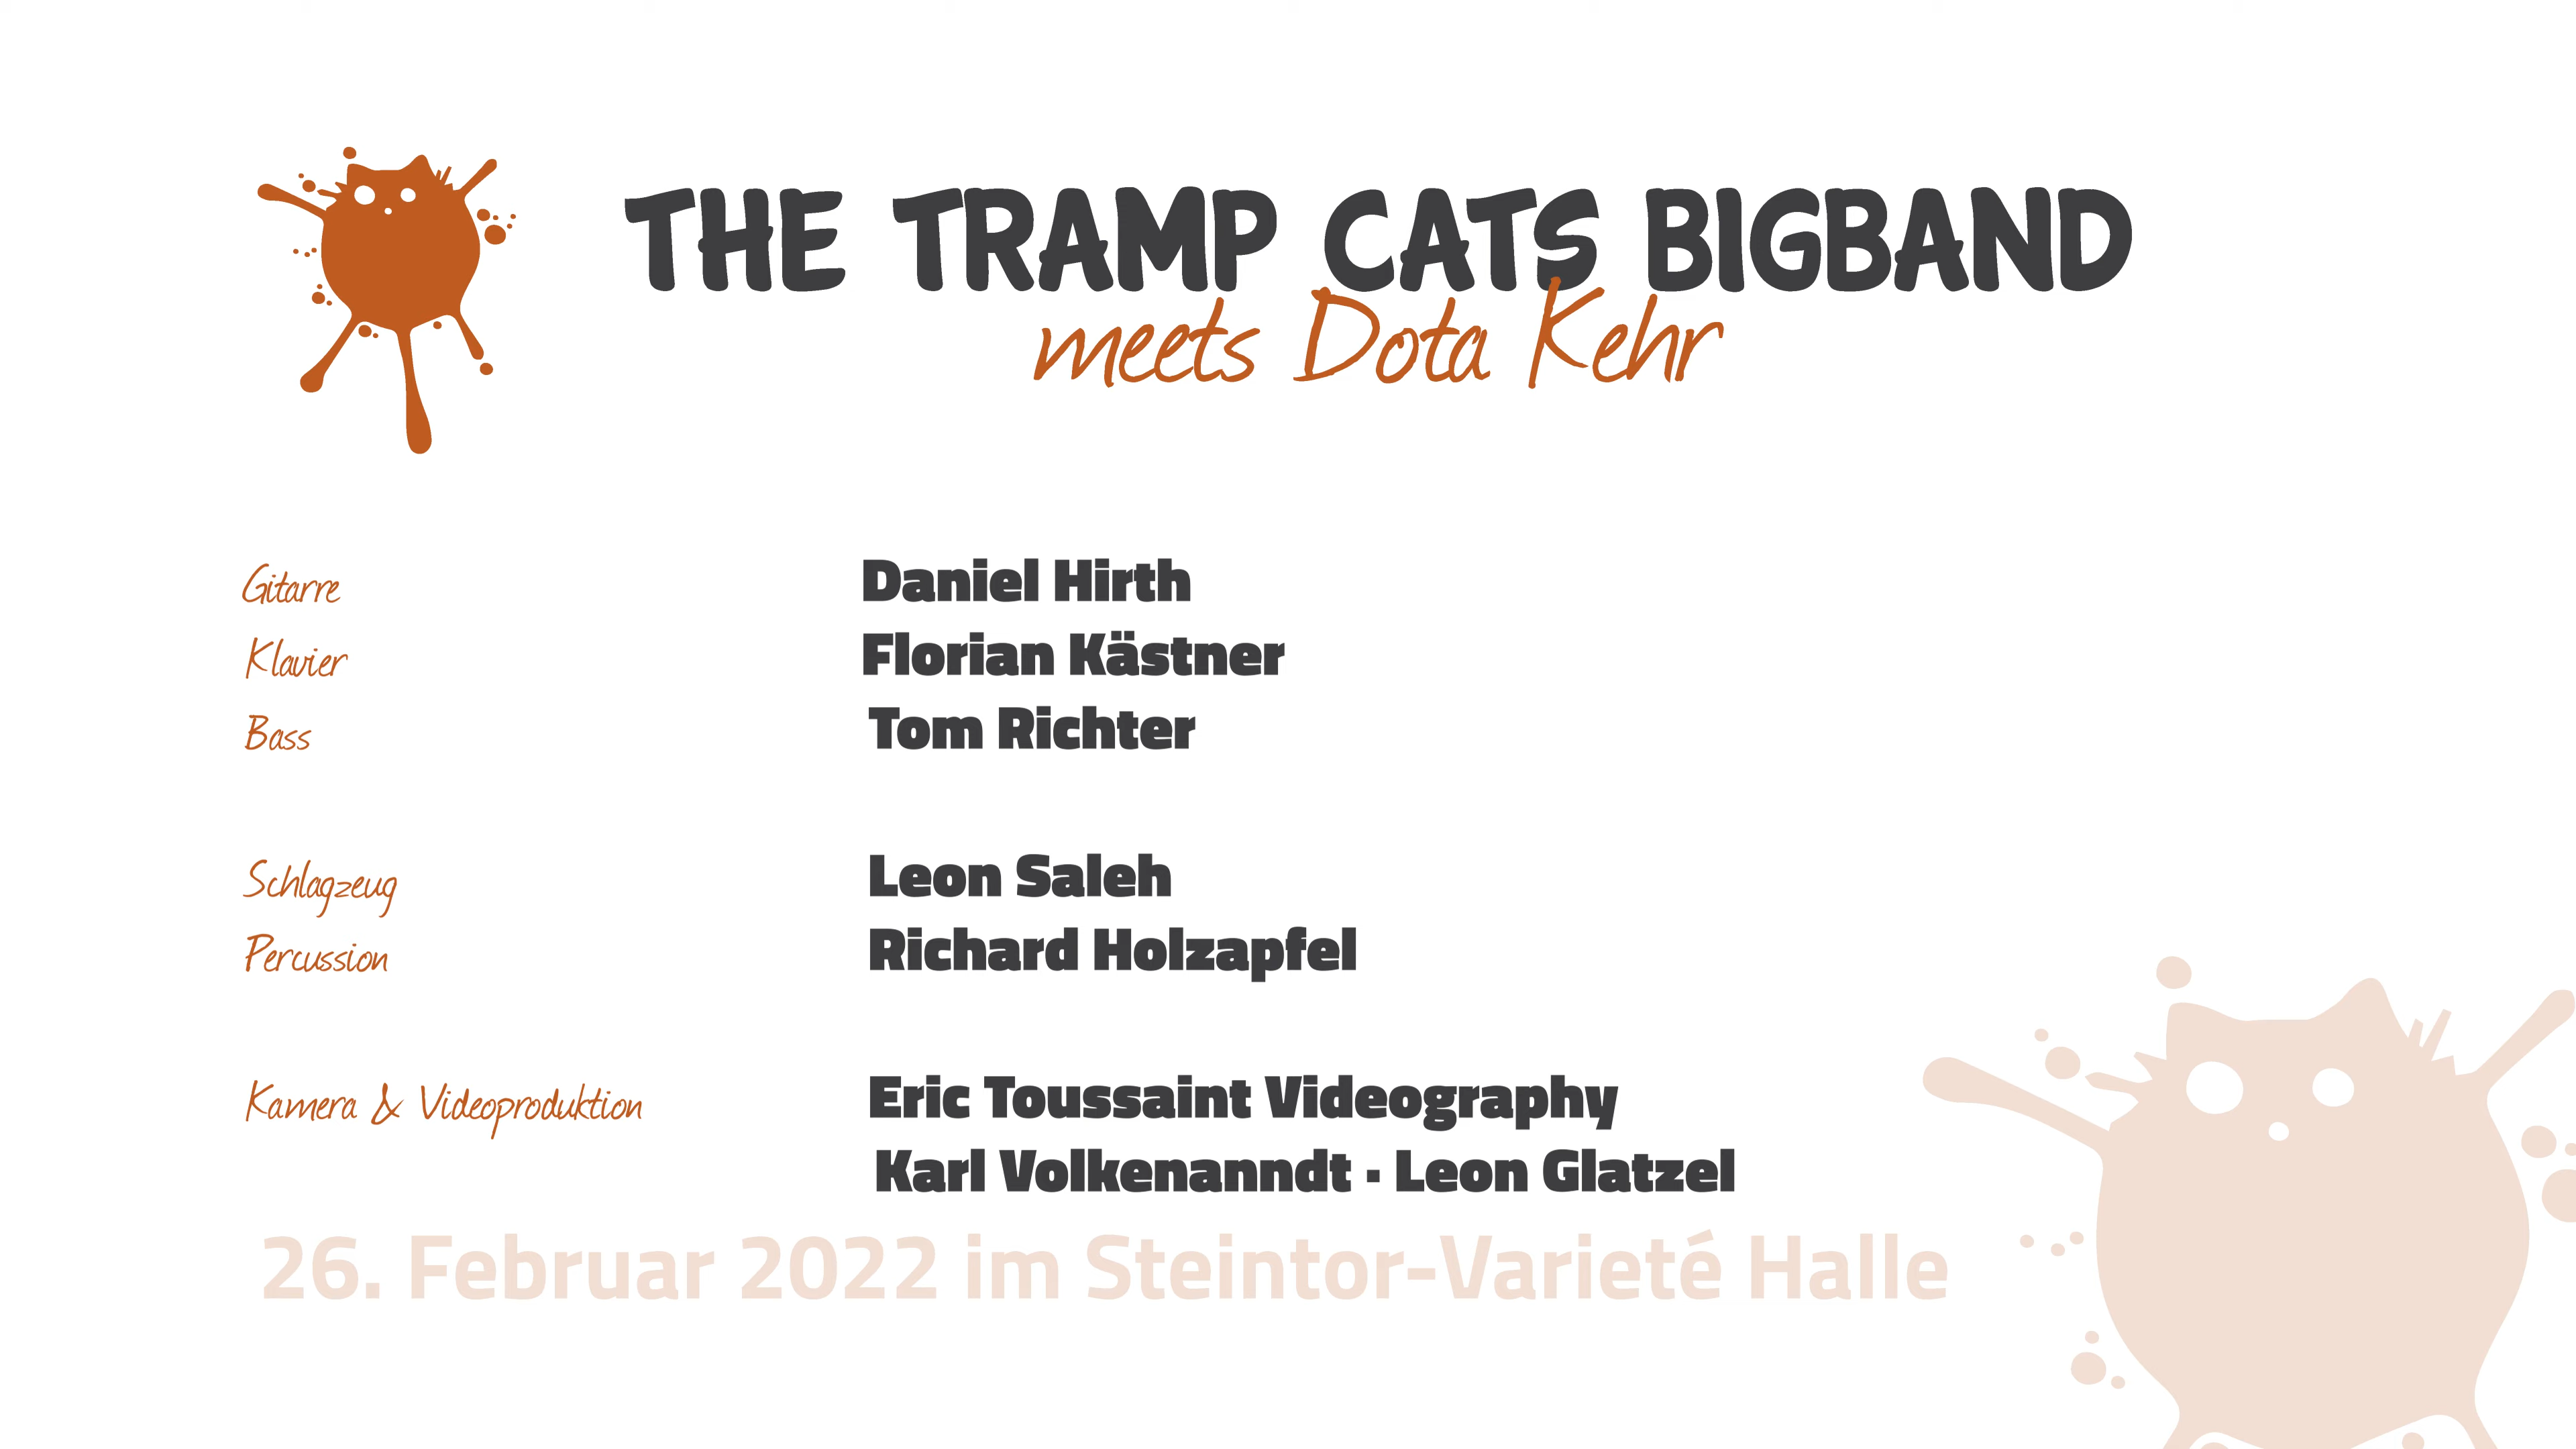 THE TRAMP CATS BIGBAND
meets Dota Kehr
Gitarre Daniel Hirth
Klavier Florian Kästner
Bass Tom Richter
Schlagzeug Leon Saleh
Percussion Richard Holzapfel
Kamera & Videoproduktion Eric Toussaint Videography
Karl Volkenanndt · Leon Glatzel
26. Februar 2022 im Steintor-Varieté Halle